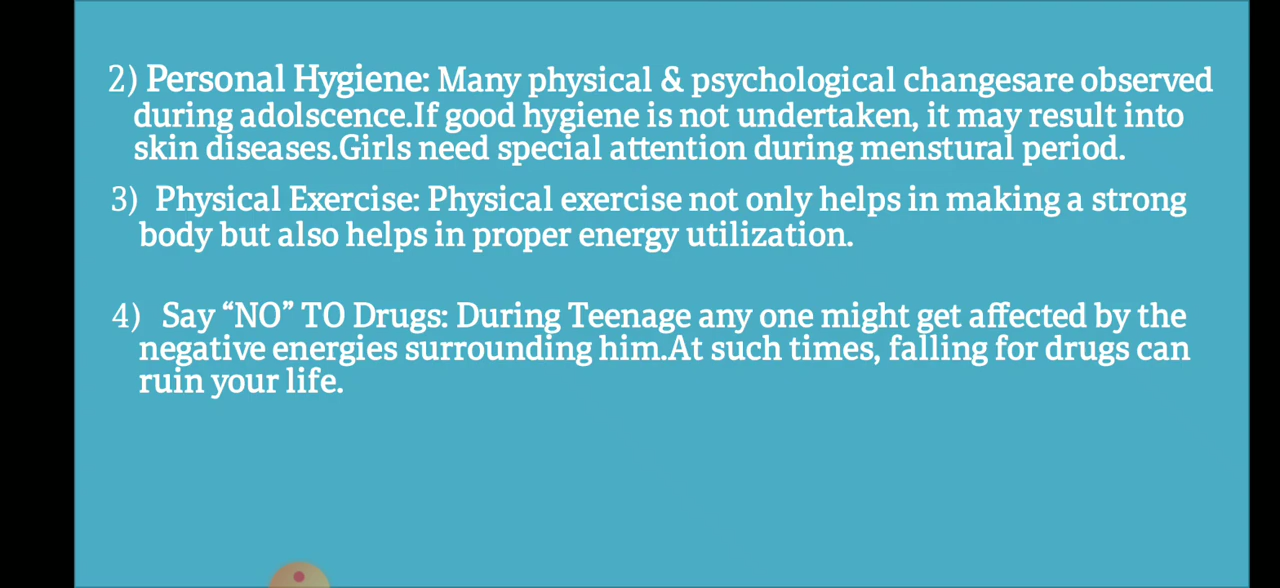 2) Personal Hygiene: Many physical & psychological changesare observed
during adolscence.If good hygiene is not undertaken, it may result into
skin diseases.Girls need special attention during menstural period.
3) Physical Exercise: Physical exercise not only helps in making a strong
body but also helps in proper energy utilization.
4) Say “NO” TO Drugs: During Teenage any one might get affected by the
negative energies surrounding him.At such times, falling for drugs can
ruin your life.